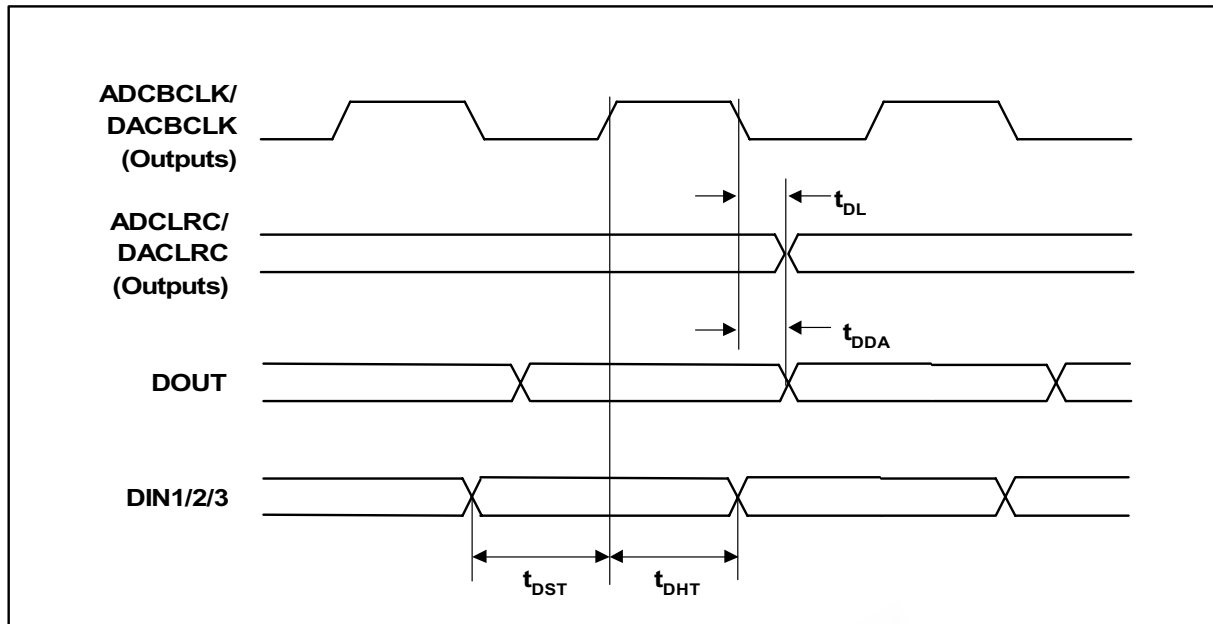 ADCBCLK/
DACBCLK
(Outputs)
tDL
ADCLRC/
DACLRC
(Outputs)
tDDA
DOUT
DIN1/2/3
tDST
tDHT